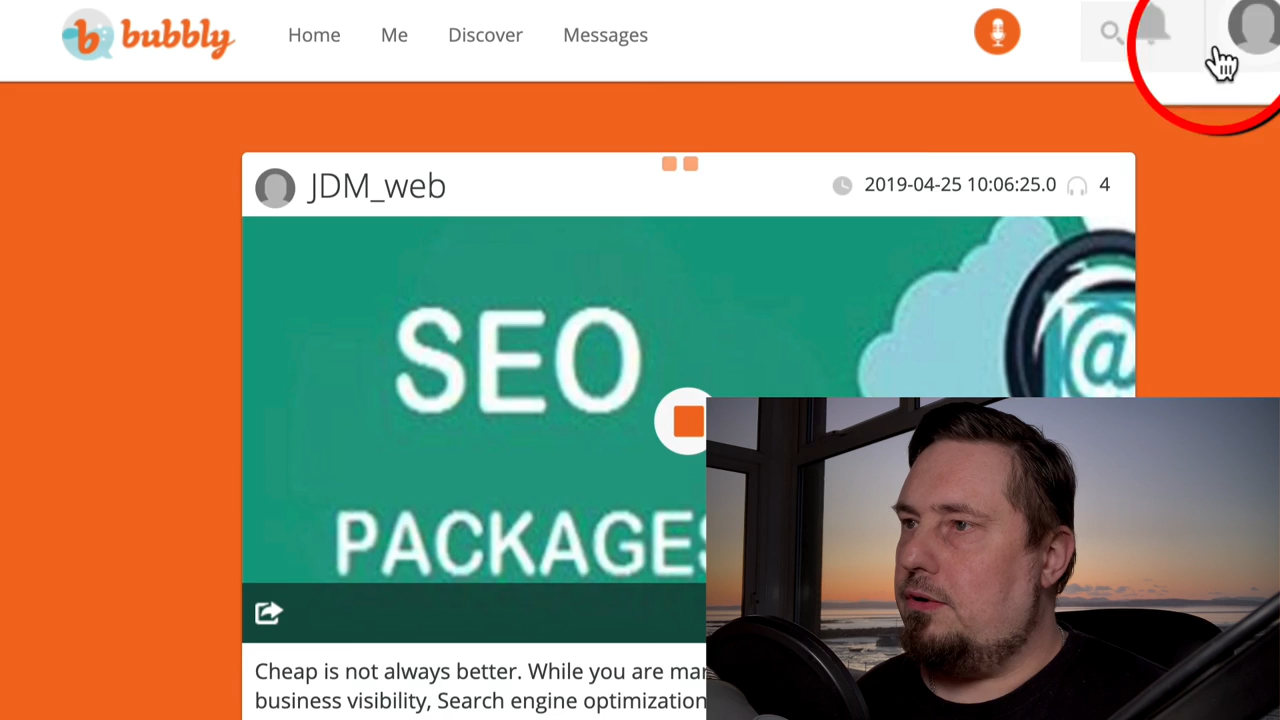 bubbly Home Me Discover Messages
JDM_web 2019-04-25 10:06:25.0 4
SEO
@
PACKAGES
Cheap is not always better. While you are
business visibility, Search engine optimization